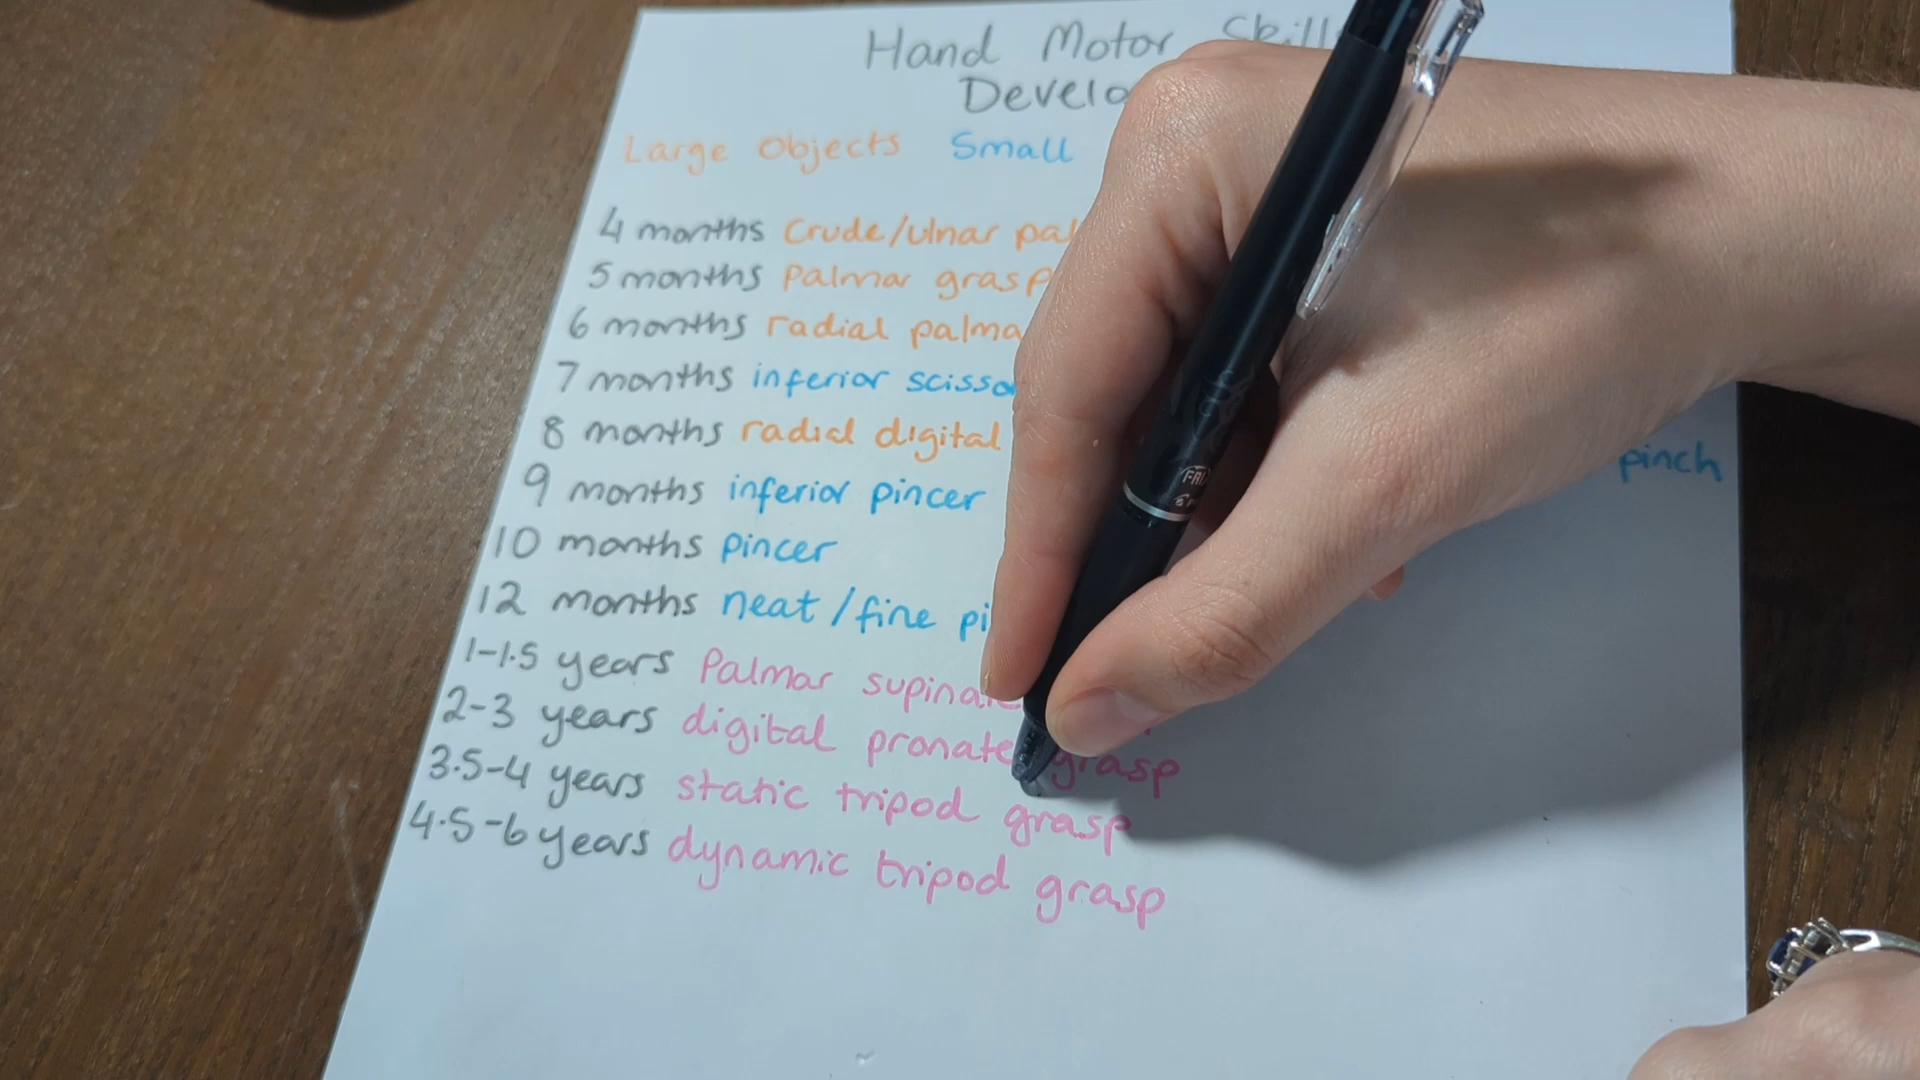 Hand Motor Skill
Develo
Large Objects Small
4 months Crude/ulnar pal
5 months Palmar grasp
6 months radial palma
7 months inferior scisso
8 months radial digital
pinch
9 months inferior pincer
10 months pincer
12 months neat/fine pi
1-1.5 years Palmar supinate
2-3 years digital pronate grasp
3.5-4 years static tripod grasp
4.5-6 years dynamic tripod grasp